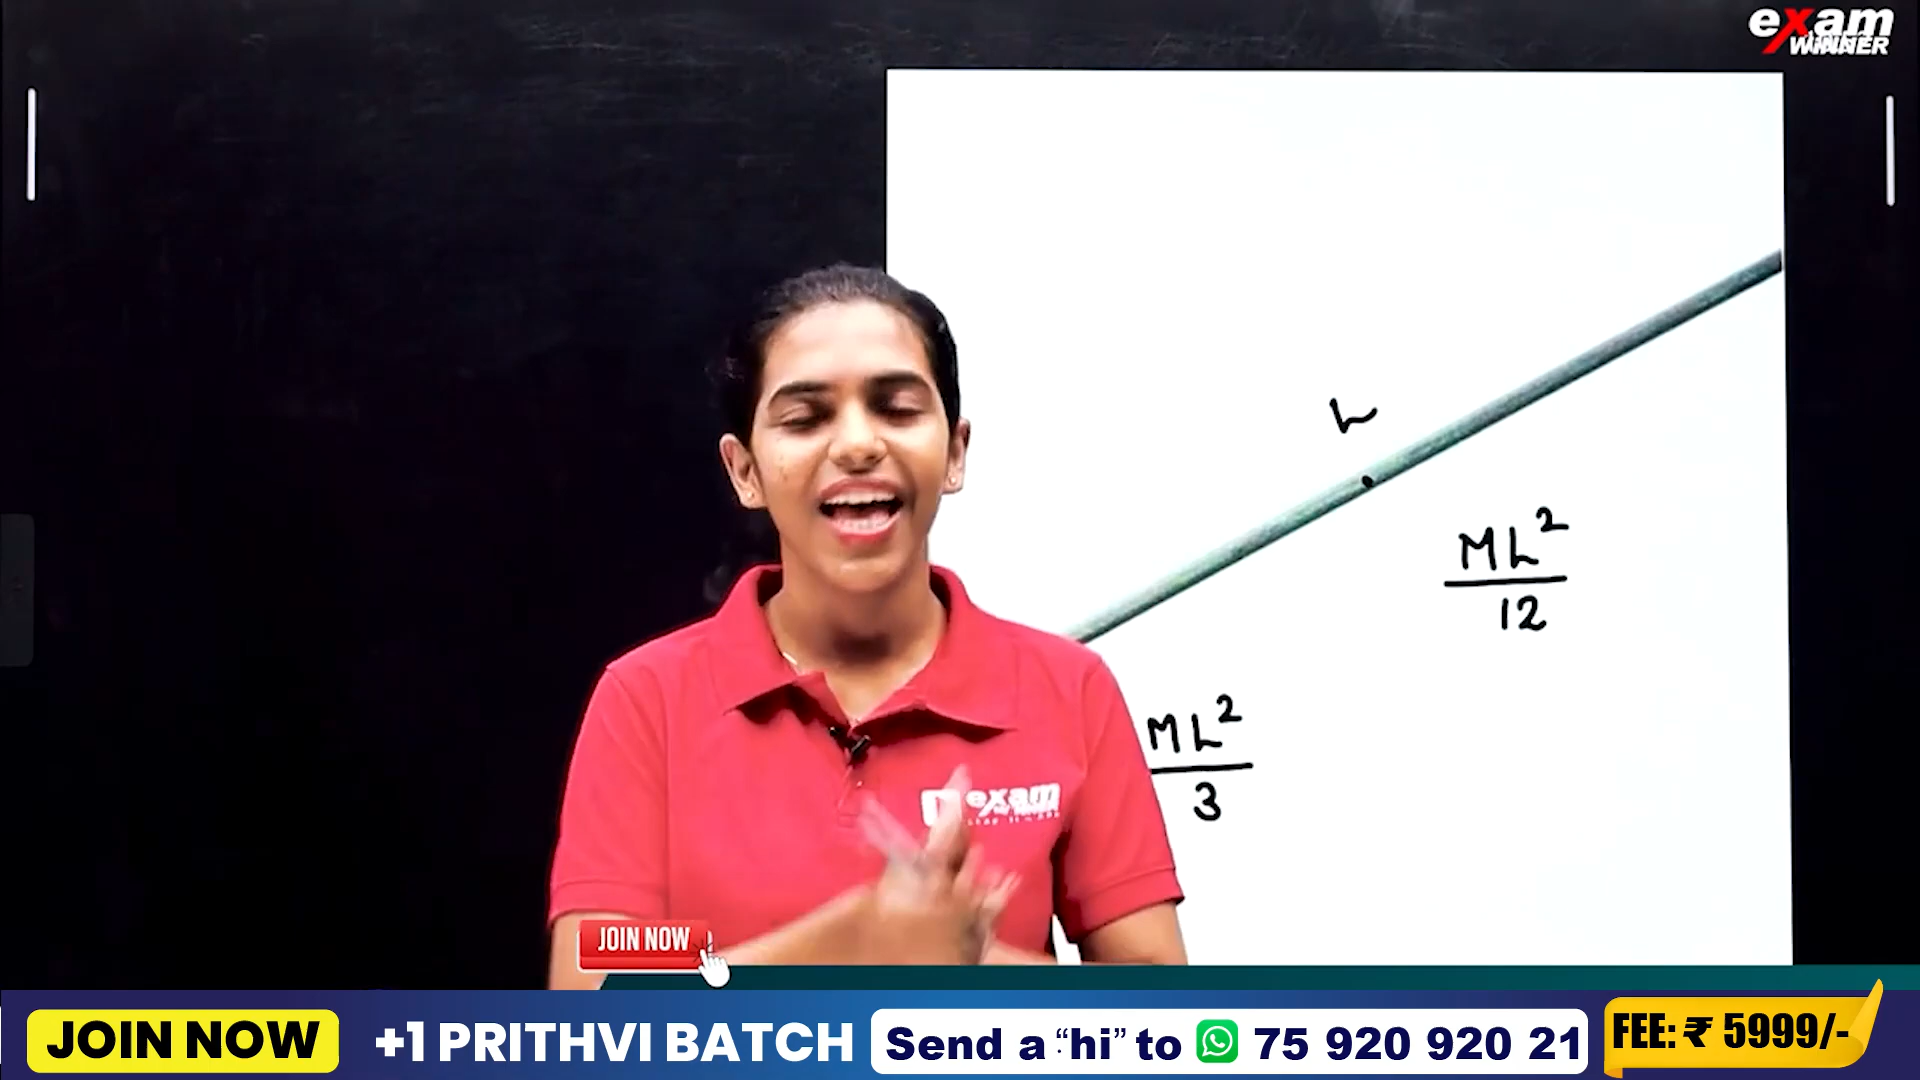 exam
WINNER
L
ML²
12
ML²
3
exam
JOIN NOW
JOIN NOW
+1 PRITHVI BATCH
Send a “hi” to 75 920 920 21
FEE: ₹ 5999/-